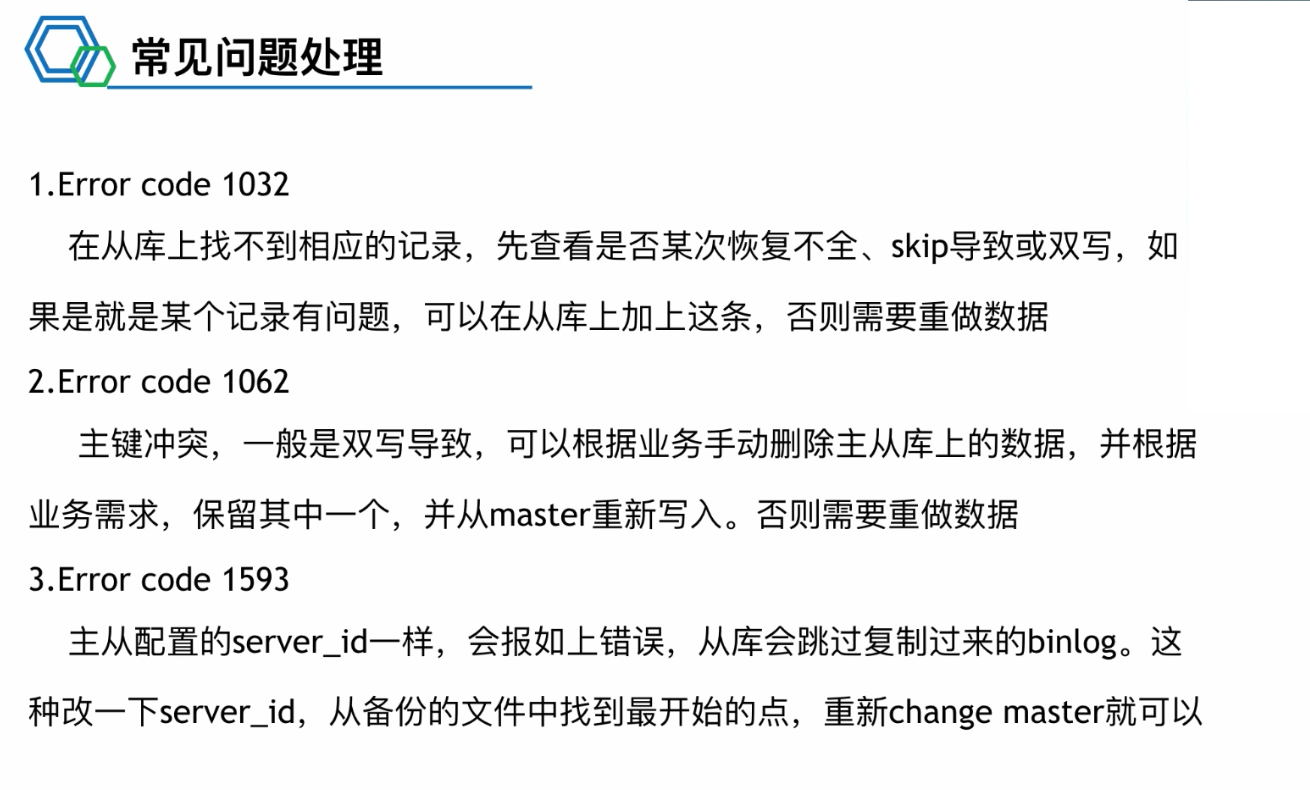 常见问题处理
1.Error code 1032
在从库上找不到相应的记录，先查看是否某次恢复不全、skip导致或双写，如
果是就是某个记录有问题，可以在从库上加上这条，否则需要重做数据
2.Error code 1062
主键冲突，一般是双写导致，可以根据业务手动删除主从库上的数据，并根据
业务需求，保留其中一个，并从master重新写入。否则需要重做数据
3.Error code 1593
主从配置的server_id一样，会报如上错误，从库会跳过复制过来的binlog。这
种改一下server_id，从备份的文件中找到最开始的点，重新change master就可以